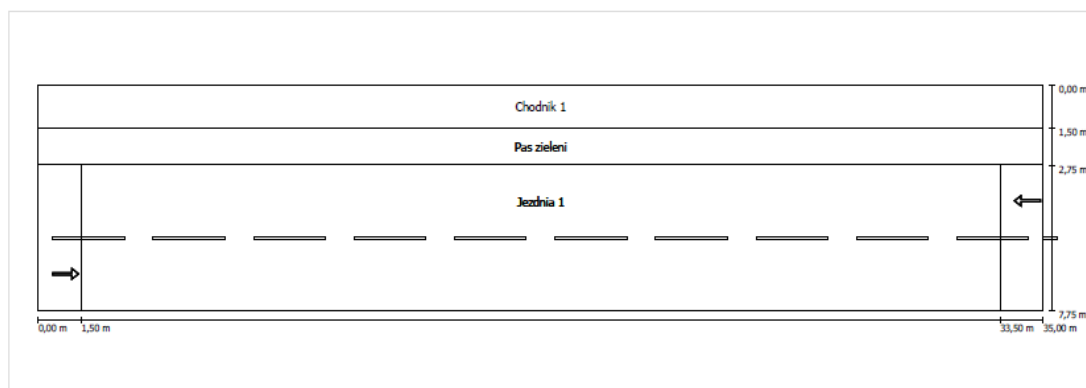 Chodnik 1
0,00 m
1,50 m
Pas zieleni
2,75 m
Jezdnia 1
7,75 m
0,00 m 1,50 m 33,50 m 35,00 m